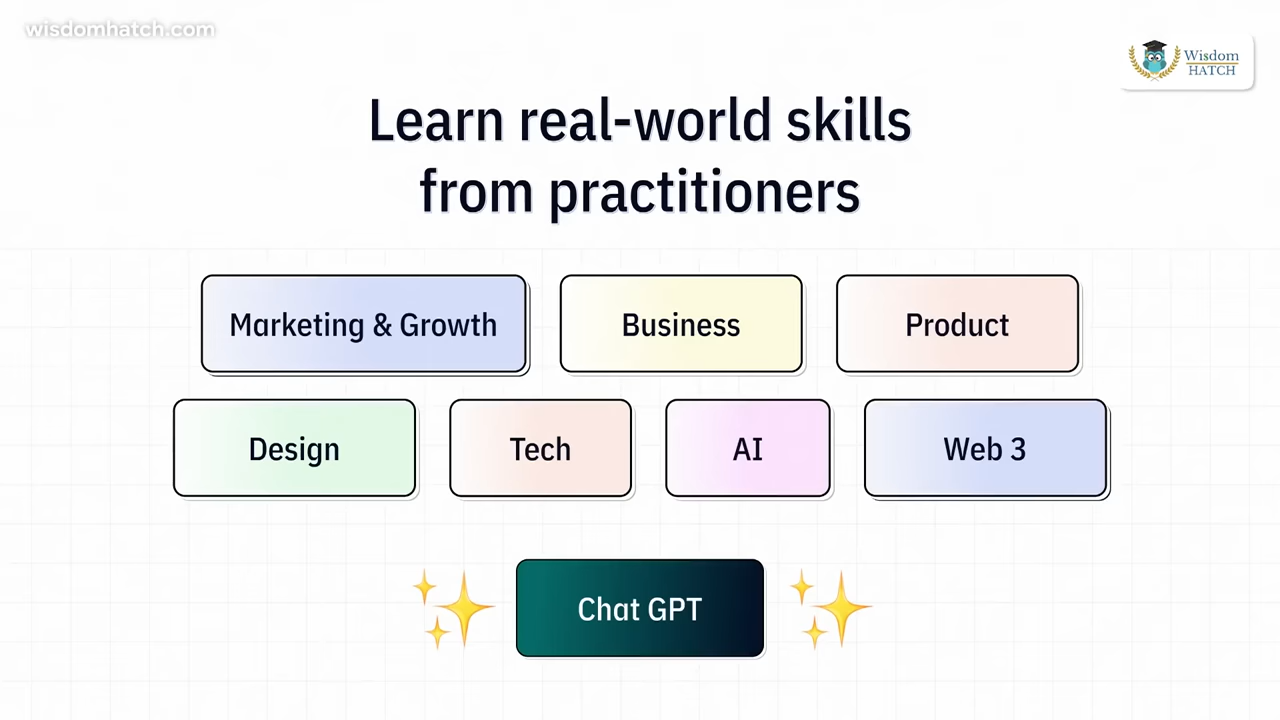 wisdomhatch.com
Wisdom
HATCH
Learn real-world skills
from practitioners
Marketing & Growth
Business
Product
Design
Tech
AI
Web 3
Chat GPT